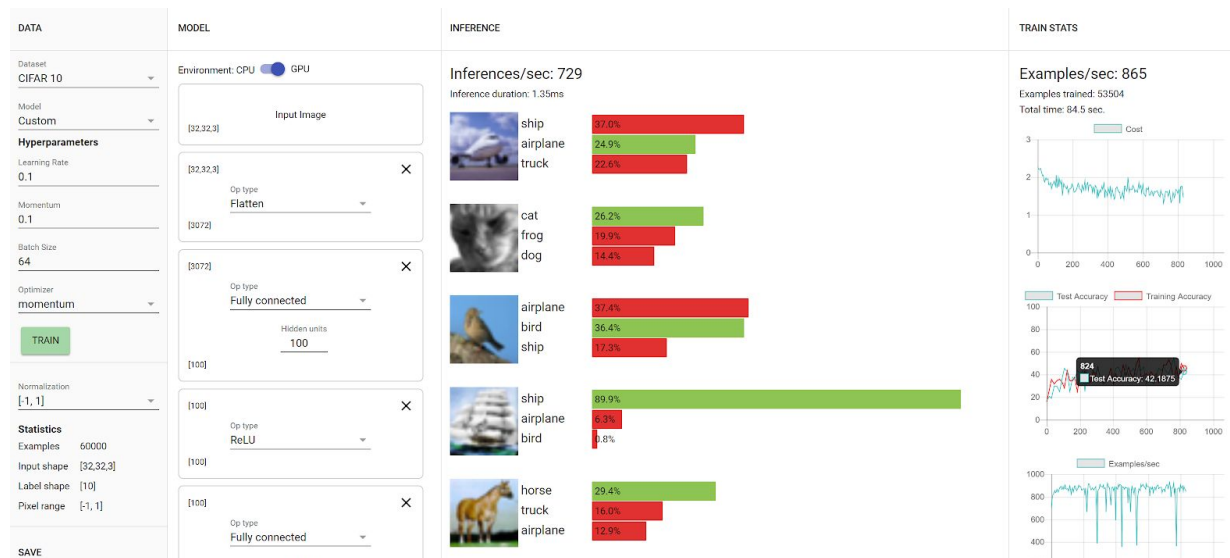 DATA
Dataset
CIFAR 10
Model
Custom
Hyperparameters
Learning Rate
0.1
Momentum
0.1
Batch Size
64
Optimizer
momentum
TRAIN
Normalization
[-1, 1]
Statistics
Examples 60000
Input shape [32,32,3]
Label shape [10]
Pixel range [-1, 1]
SAVE
MODEL
Environment: CPU GPU
Input Image
[32,32,3]
[32,32,3]
Op type
Flatten
[3072]
[3072]
Op type
Fully connected
Hidden units
100
[100]
[100]
Op type
ReLU
[100]
[100]
Op type
Fully connected
INFERENCE
Inferences/sec: 729
Inference duration: 1.35ms
ship 37.0%
airplane 24.9%
truck 22.6%
cat 26.2%
frog 19.9%
dog 14.4%
airplane 37.4%
bird 36.4%
ship 17.3%
ship 89.9%
airplane 6.3%
bird 0.8%
horse 29.4%
truck 16.0%
airplane 12.9%
TRAIN STATS
Examples/sec: 865
Examples trained: 53504
Total time: 84.5 sec.
Cost
3
2
1
0
0 200 400 600 800 1000
Test Accuracy Training Accuracy
100
80
60
40
20
0
824
Test Accuracy: 42.1875
0 200 400 600 800 1000
Examples/sec
1000
800
600
400